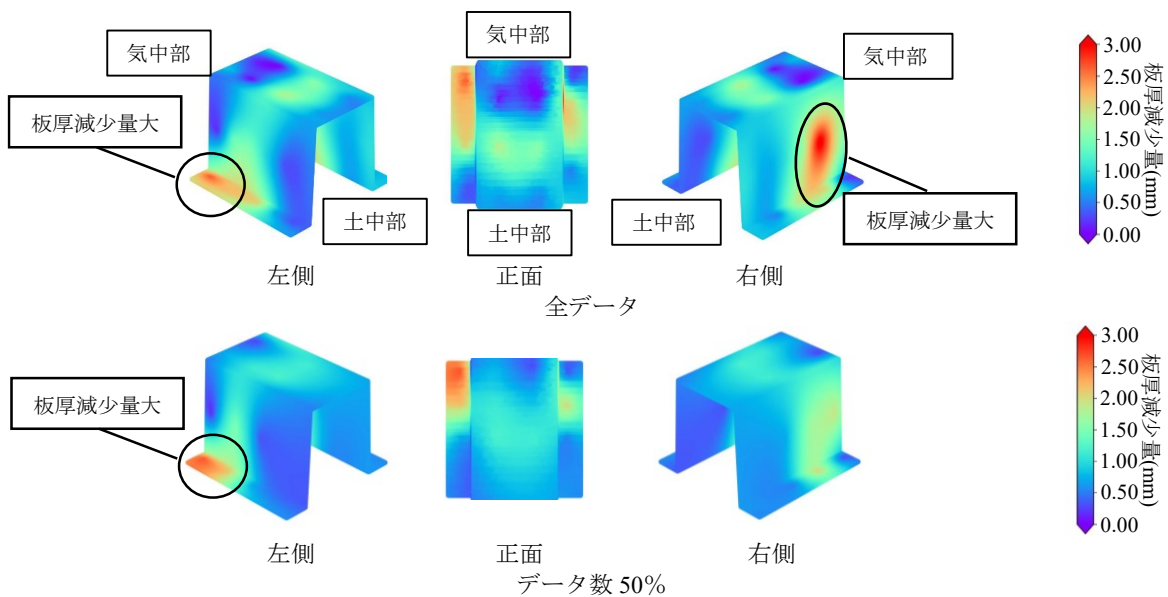 気中部
気中部
気中部
板厚減少量大
土中部
土中部
土中部
板厚減少量大
左側
正面
右側
全データ
3.00
2.50
2.00
1.50
1.00
0.50
0.00
板厚減少量(mm)
板厚減少量大
左側
正面
右側
データ数 50%
3.00
2.50
2.00
1.50
1.00
0.50
0.00
板厚減少量(mm)